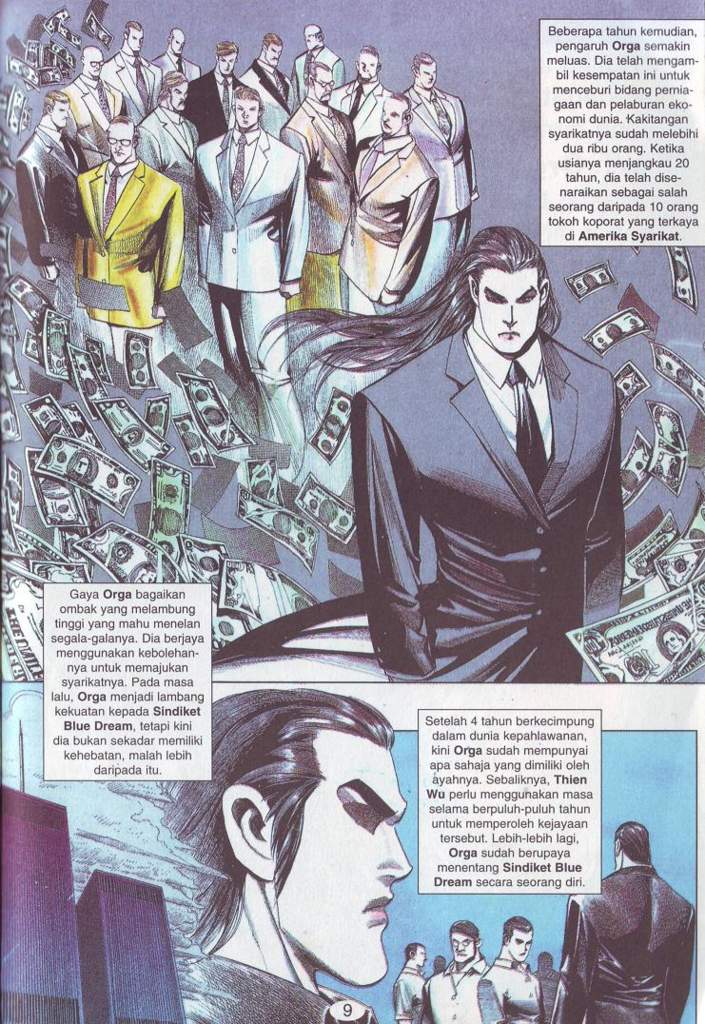 Beberapa tahun kemudian,
pengaruh Orga semakin
meluas. Dia telah mengam-
bil kesempatan ini untuk
menceburi bidang pernia-
gaan dan pelaburan eko-
nomi dunia. Kakitangan
syarikatnya sudah melebihi
dua ribu orang. Ketika
usianya menjangkau 20
tahun, dia telah dise-
naraikan sebagai salah
seorang daripada 10 orang
tokoh koporat yang terkaya
di Amerika Syarikat.
Gaya Orga bagaikan
ombak yang melambung
tinggi yang mahu menelan
segala-galanya. Dia berjaya
menggunakan kebolehan-
nya untuk memajukan
syarikatnya. Pada masa
lalu, Orga menjadi lambang
kekuatan kepada Sindiket
Blue Dream, tetapi kini
dia bukan sekadar memiliki
kehebatan, malah lebih
daripada itu.
Setelah 4 tahun berkecimpung
dalam dunia kepahlawanan,
kini Orga sudah mempunyai
apa sahaja yang dimiliki oleh
ayahnya. Sebaliknya, Thien
Wu perlu menggunakan masa
selama berpuluh-puluh tahun
untuk memperoleh kejayaan
tersebut. Lebih-lebih lagi,
Orga sudah berupaya
menentang Sindiket Blue
Dream secara seorang diri.
9